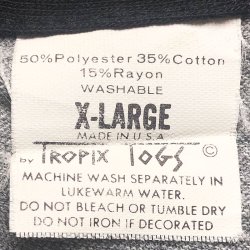 50% Polyester 35% Cotton
15% Rayon
WASHABLE
X-LARGE
MADE IN U.S.A
by TROPIX TOGS ©
MACHINE WASH SEPARATELY IN
LUKEWARM WATER.
DO NOT BLEACH OR TUMBLE DRY
DO NOT IRON IF DECORATED